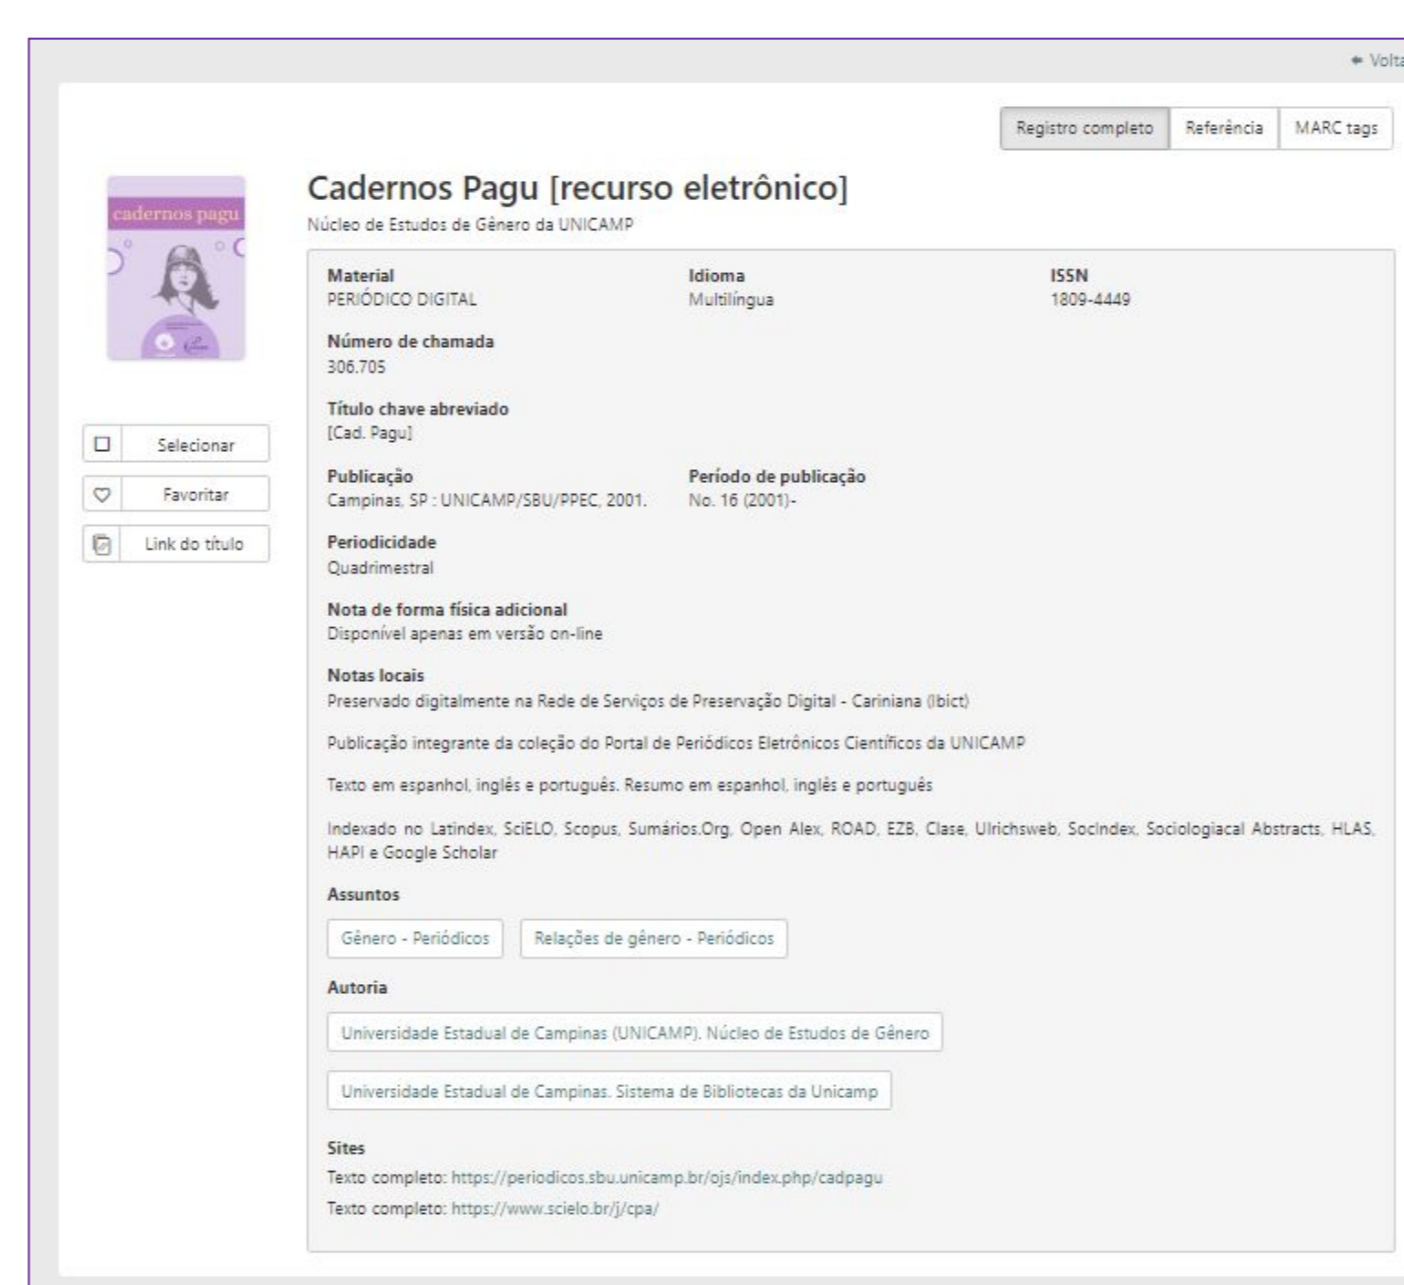 Volta
Registro completo Referência MARC tags
cadernos pagu
Cadernos Pagu [recurso eletrônico]
Núcleo de Estudos de Gênero da UNICAMP
Material Idioma ISSN
PERIÓDICO DIGITAL Multilíngua 1809-4449
Número de chamada
306.705
Título chave abreviado
[Cad. Pagu]
Selecionar
Favoritar
Link do título
Publicação Período de publicação
Campinas, SP : UNICAMP/SBU/PPEC, 2001. No. 16 (2001)-
Periodicidade
Quadrimestral
Nota de forma física adicional
Disponível apenas em versão on-line
Notas locais
Preservado digitalmente na Rede de Serviços de Preservação Digital - Cariniana (Ibict)
Publicação integrante da coleção do Portal de Periódicos Eletrônicos Científicos da UNICAMP
Texto em espanhol, inglês e português. Resumo em espanhol, inglês e português
Indexado no Latindex, SciELO, Scopus, Sumários.Org, Open Alex, ROAD, EZB, Clase, Ulrichsweb, SocIndex, Sociologiacal Abstracts, HLAS,
HAPI e Google Scholar
Assuntos
Gênero - Periódicos Relações de gênero - Periódicos
Autoria
Universidade Estadual de Campinas (UNICAMP). Núcleo de Estudos de Gênero
Universidade Estadual de Campinas. Sistema de Bibliotecas da Unicamp
Sites
Texto completo: https://periodicos.sbu.unicamp.br/ojs/index.php/cadpagu
Texto completo: https://www.scielo.br/j/cpa/